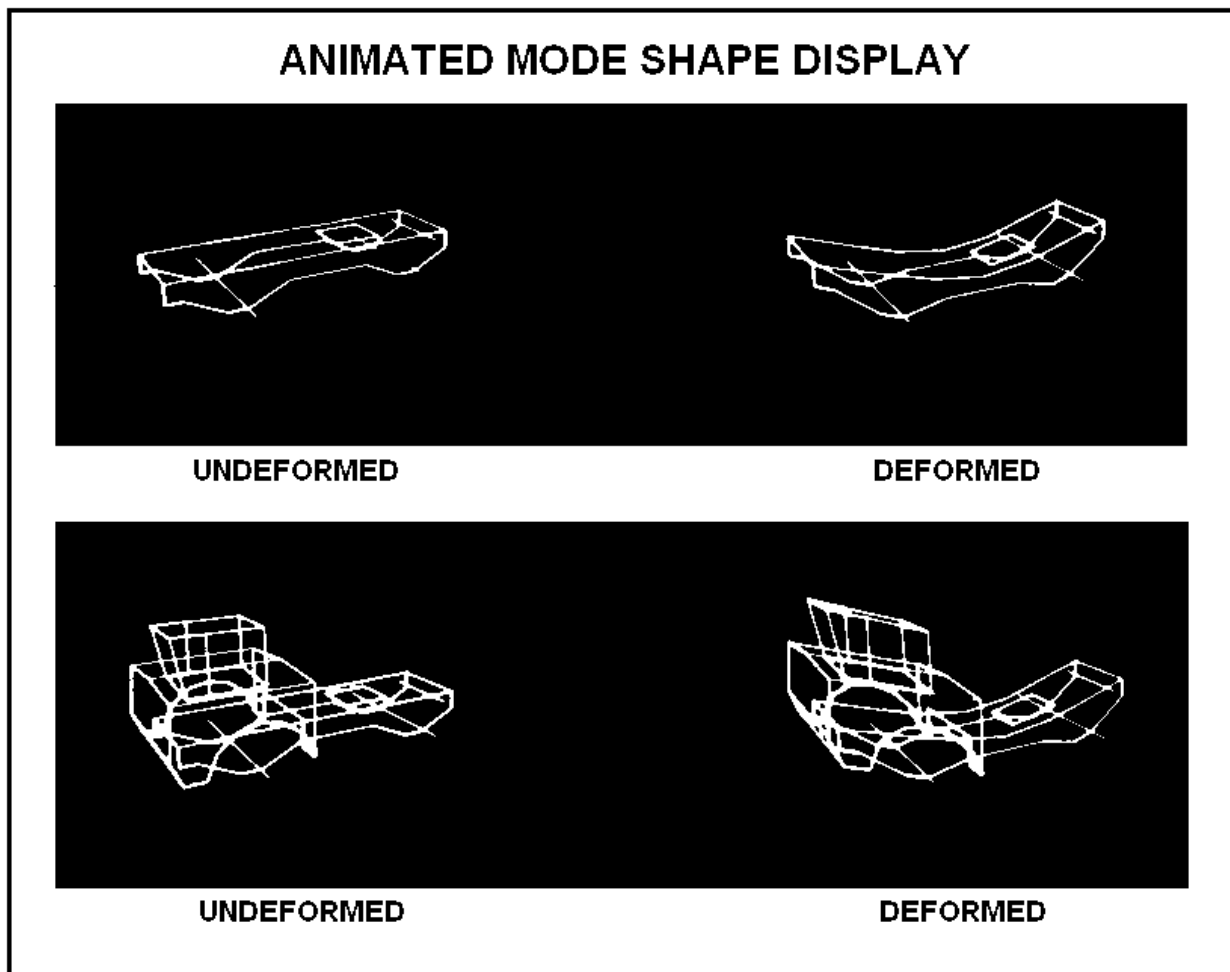 ANIMATED MODE SHAPE DISPLAY
UNDEFORMED
DEFORMED
UNDEFORMED
DEFORMED